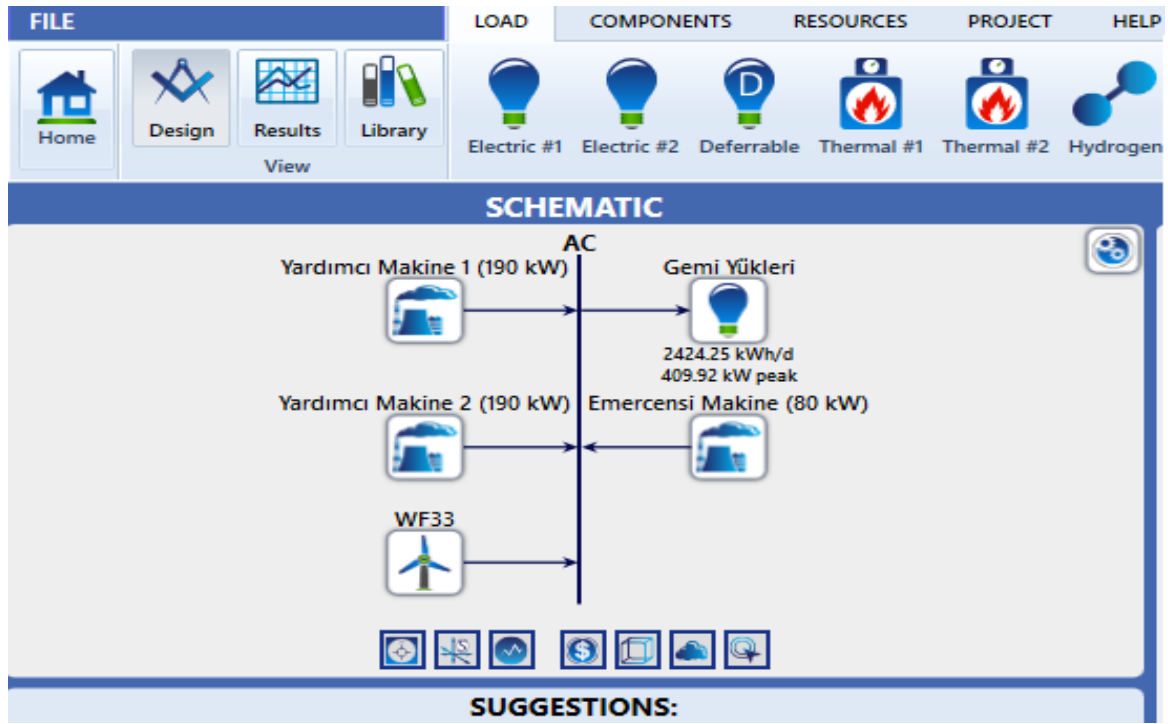 FILE
LOAD COMPONENTS RESOURCES PROJECT HELP
Home
Design Results Library
View
Electric #1 Electric #2 Deferrable Thermal #1 Thermal #2 Hydrogen
D
SCHEMATIC
AC
Yardımcı Makine 1 (190 kW) Gemi Yükleri
2424.25 kWh/d
409.92 kW peak
Yardımcı Makine 2 (190 kW) Emercensi Makine (80 kW)
WF33
SUGGESTIONS: